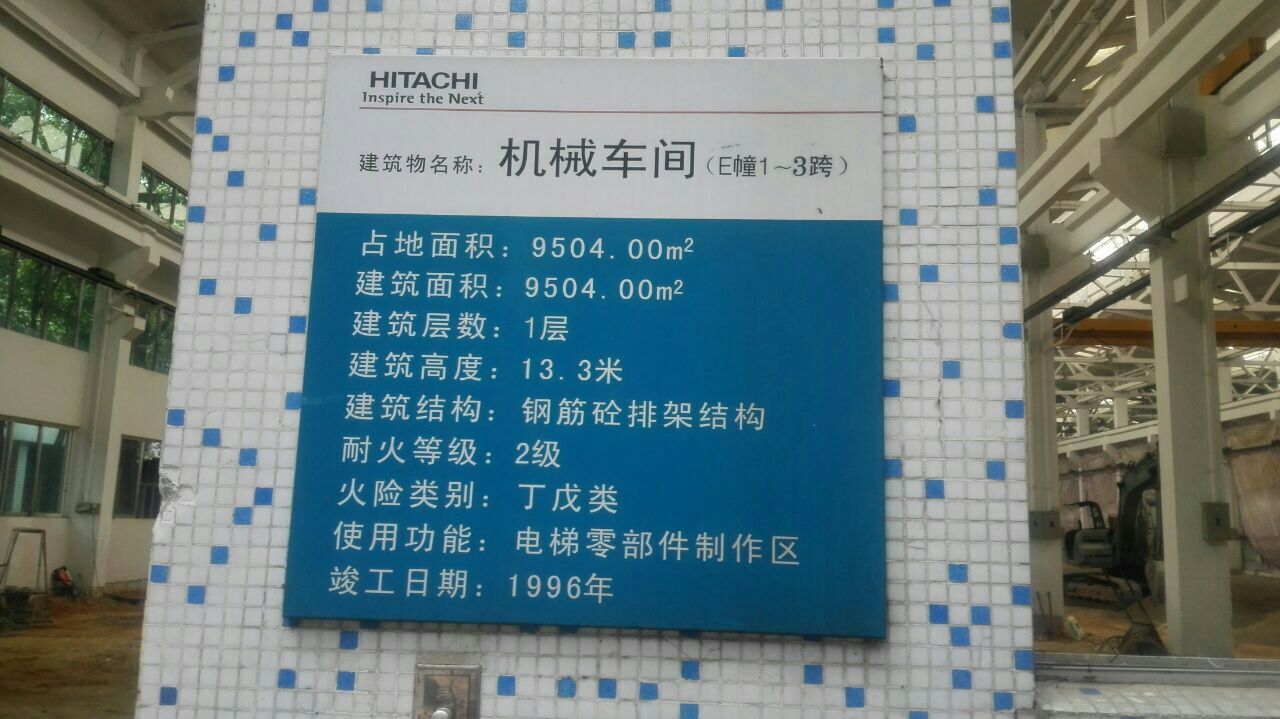 HITACHI
Inspire the Next
建筑物名称：机械车间（E幢1～3跨）
占地面积：9504.00m²
建筑面积：9504.00m²
建筑层数：1层
建筑高度：13.3米
建筑结构：钢筋砼排架结构
耐火等级：2级
火险类别：丁戊类
使用功能：电梯零部件制作区
竣工日期：1996年